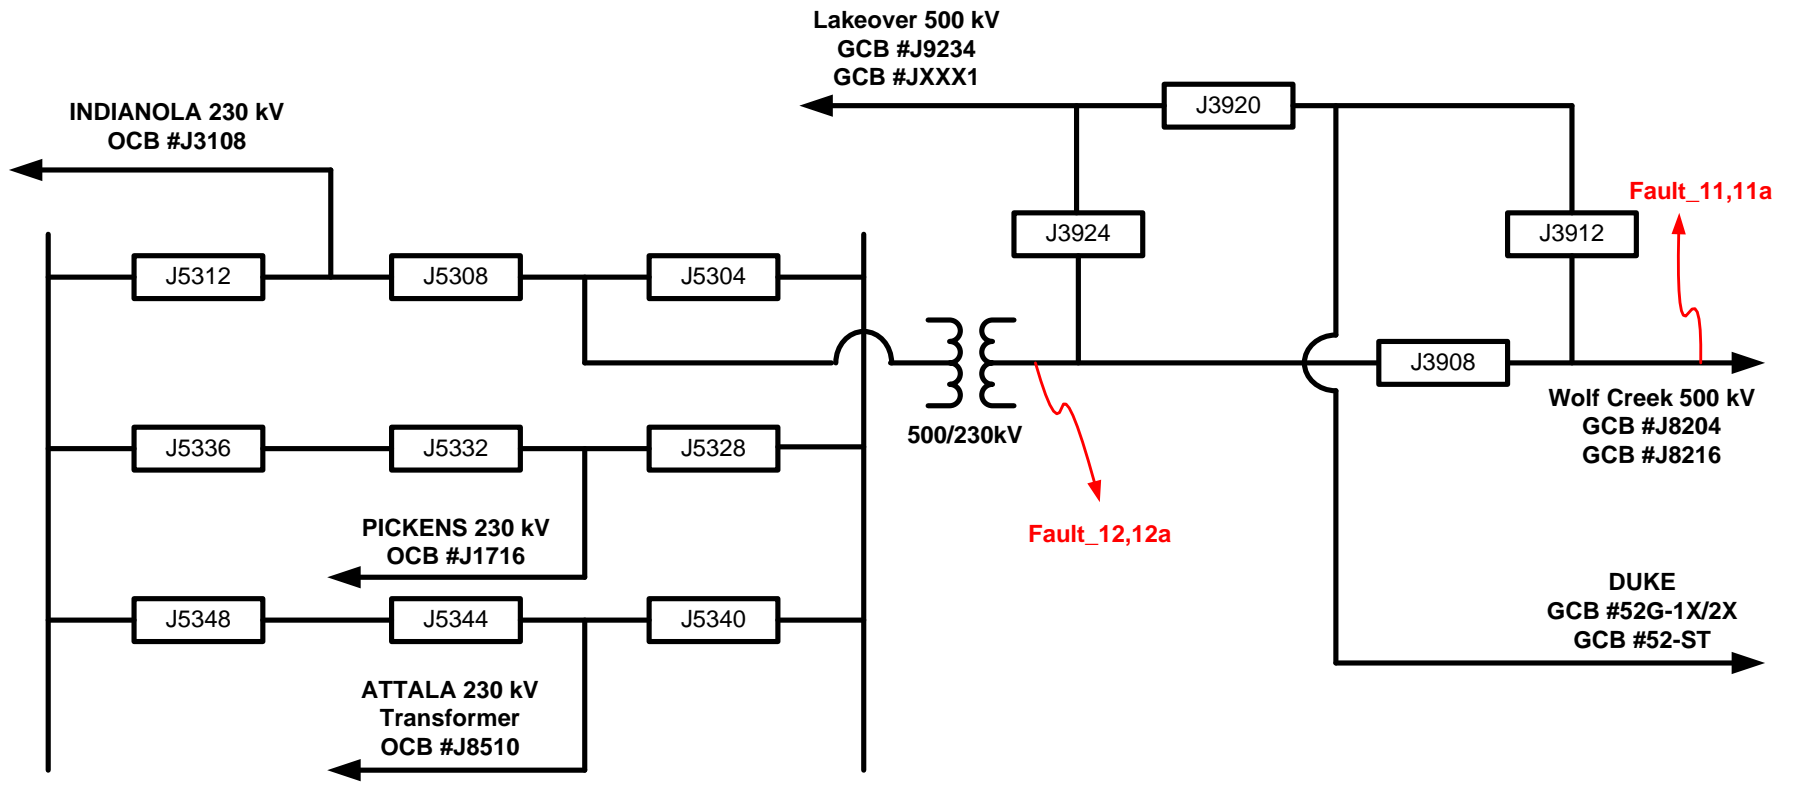 Lakeover 500 kV
GCB #J9234
GCB #JXXX1
INDIANOLA 230 kV
OCB #J3108
J3920
Fault_11,11a
J3924
J3912
J5312
J5308
J5304
J3908
500/230kV
Wolf Creek 500 kV
GCB #J8204
GCB #J8216
J5336
J5332
J5328
PICKENS 230 kV
OCB #J1716
Fault_12,12a
DUKE
GCB #52G-1X/2X
GCB #52-ST
J5348
J5344
J5340
ATTALA 230 kV
Transformer
OCB #J8510